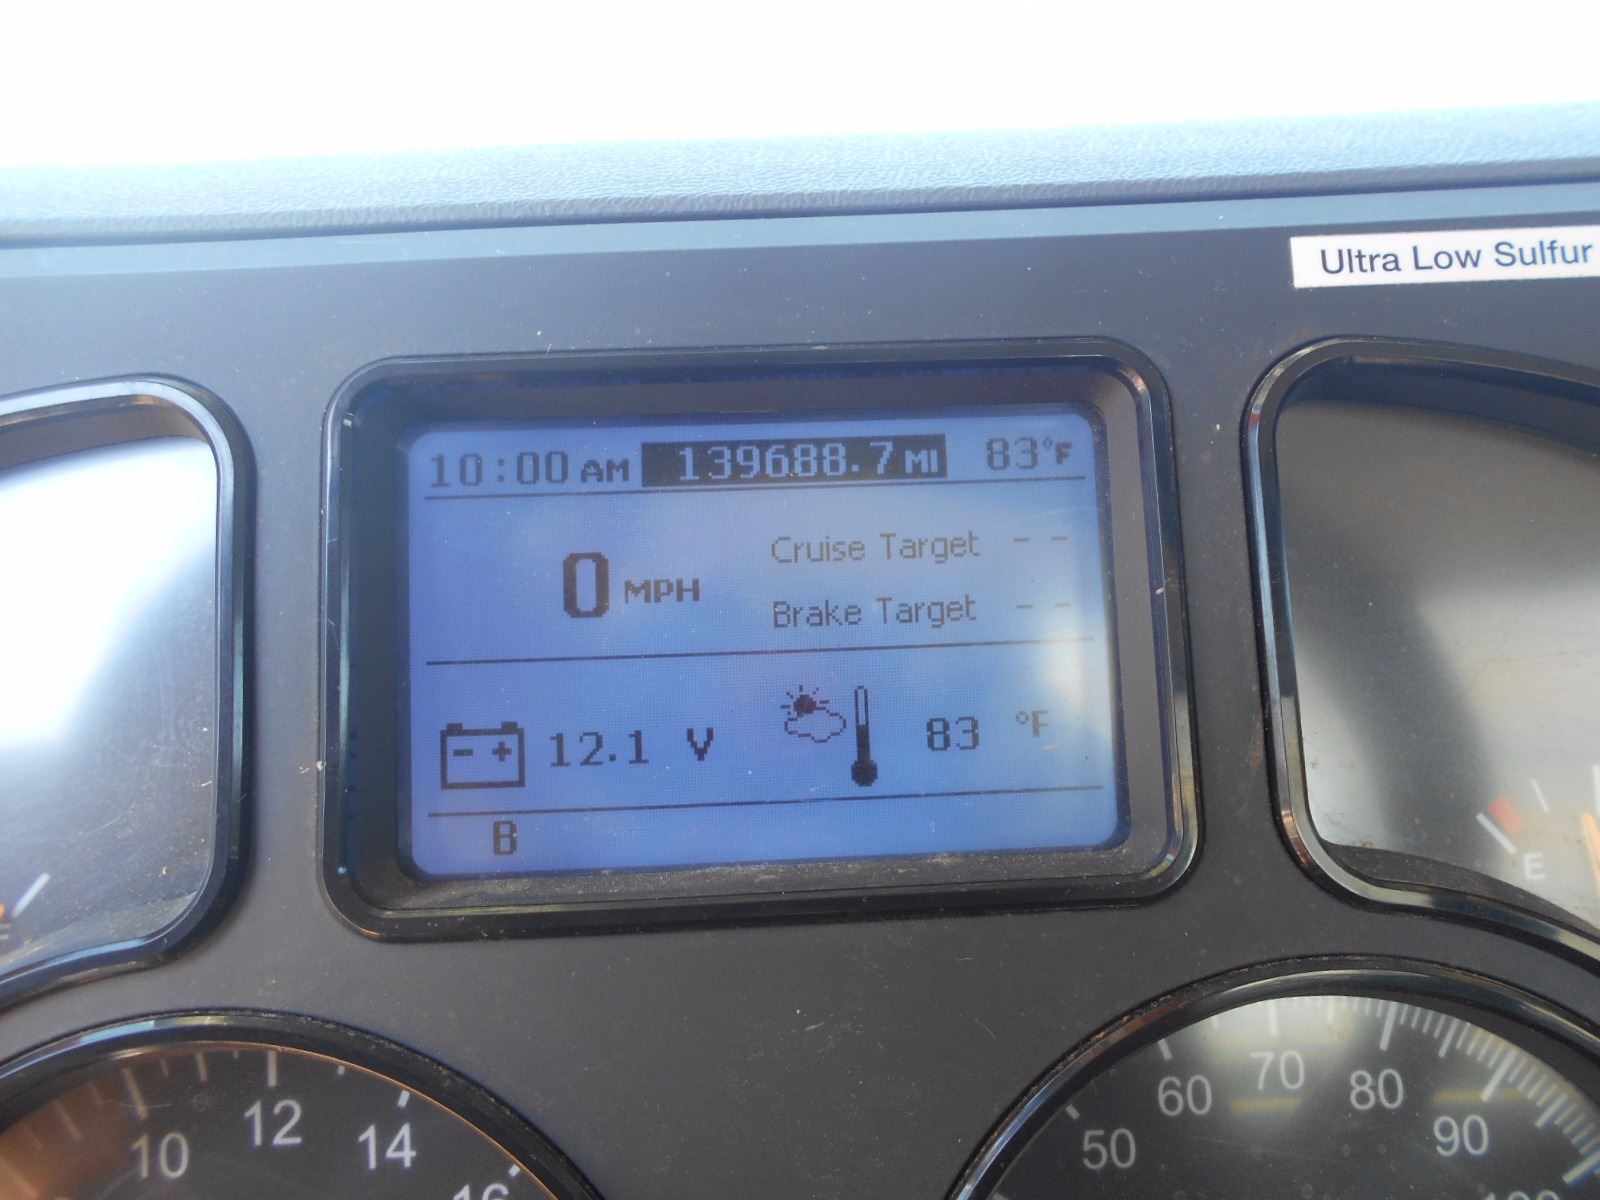 Ultra Low Sulfur
10:00 AM 139688.7 MI 83°F
Cruise Target - -
0 MPH
Brake Target - -
- + 12.1 V 83 °F
B
E
10 12 14 16
50 60 70 80 90